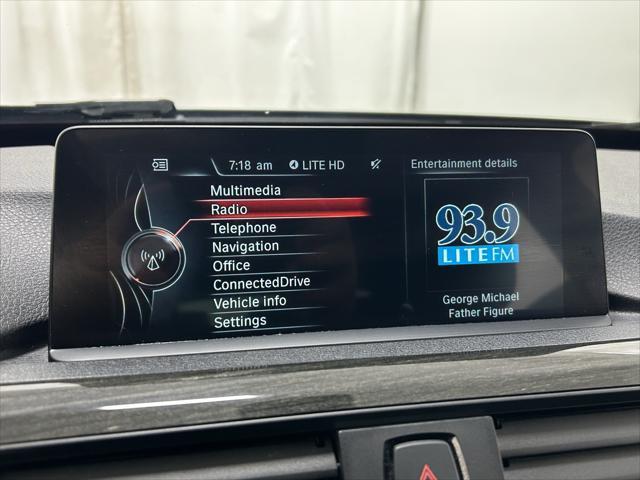 7:18 am LITE HD
Entertainment details
Multimedia
Radio
Telephone
Navigation
Office
ConnectedDrive
Vehicle info
Settings
93.9
LITE FM
George Michael
Father Figure